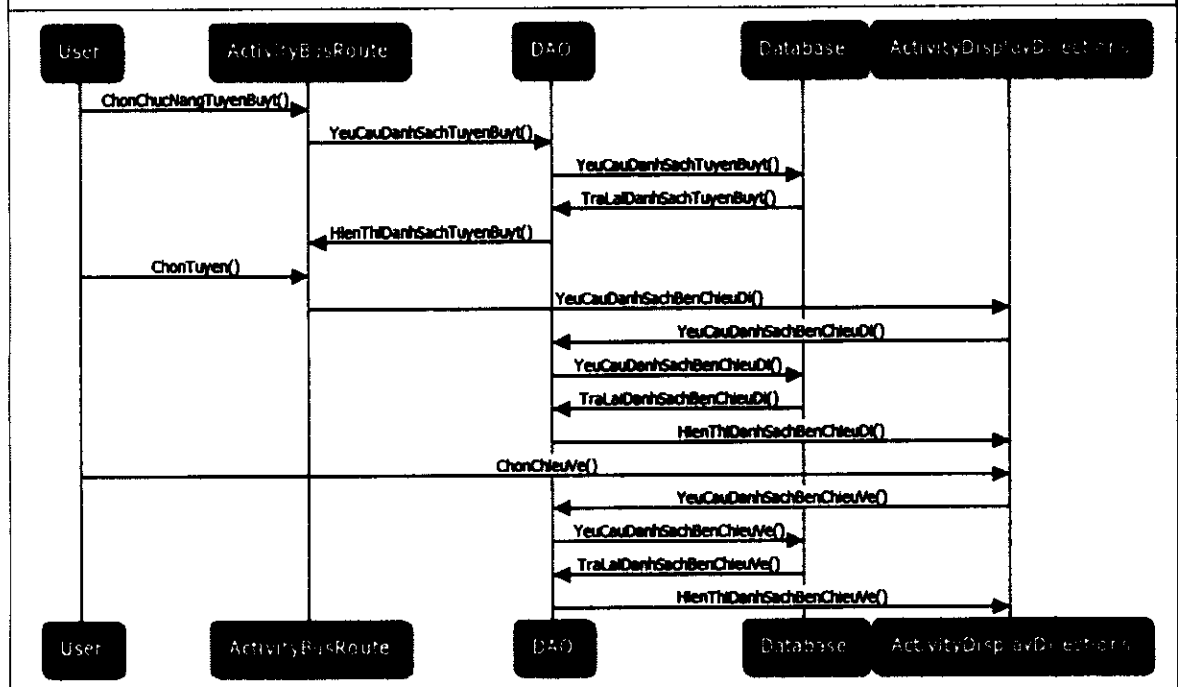 User ActivityBusRoute DAO Database ActivityDisplayDirections
ChonChucNangTuyenBuyt()
YeuCauDanhSachTuyenBuyt()
YeuCauDanhSachTuyenBuyt()
TraLaiDanhSachTuyenBuyt()
HienThiDanhSachTuyenBuyt()
ChonTuyen()
YeuCauDanhSachBenChieuDi()
YeuCauDanhSachBenChieuDi()
YeuCauDanhSachBenChieuDi()
TraLaiDanhSachBenChieuDi()
HienThiDanhSachBenChieuDi()
ChonChieuVe()
YeuCauDanhSachBenChieuVe()
YeuCauDanhSachBenChieuVe()
TraLaiDanhSachBenChieuVe()
HienThiDanhSachBenChieuVe()
User ActivityBusRoute DAO Database ActivityDisplayDirections